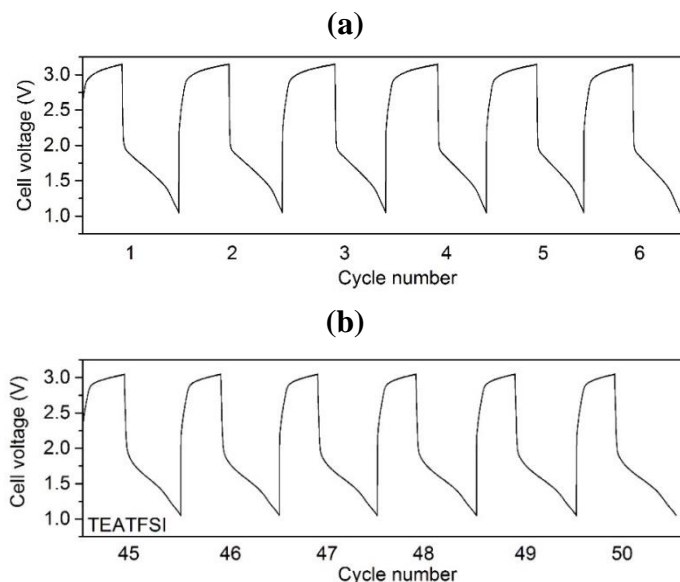 (a)
Cell voltage (V)
3.0
2.0
1.5
1.0
1 2 3 4 5 6
Cycle number
(b)
Cell voltage (V)
3.0
2.5
2.0
1.5
1.0
TEATFSI
45 46 47 48 49 50
Cycle number